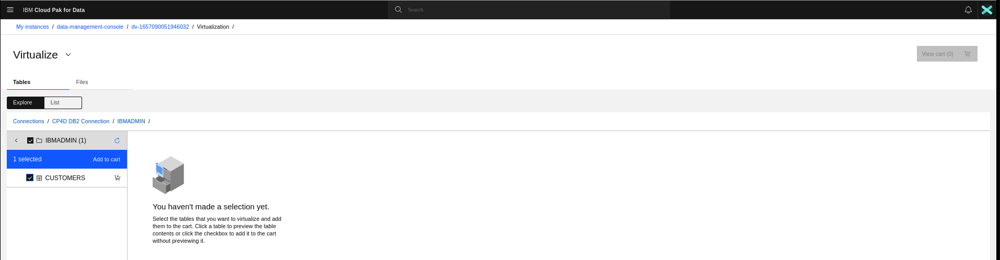 IBM Cloud Pak for Data
Search
My instances / data-management-console / dv-1657090051946032 / Virtualization /
Virtualize
View cart (0)
Tables Files
Explore List
Connections / CP4D DB2 Connection / IBMADMIN /
IBMADMIN (1)
1 selected Add to cart
CUSTOMERS
You haven't made a selection yet.
Select the tables that you want to virtualize and add
them to the cart. Click a table to preview the table
contents or click the checkbox to add it to the cart
without previewing it.